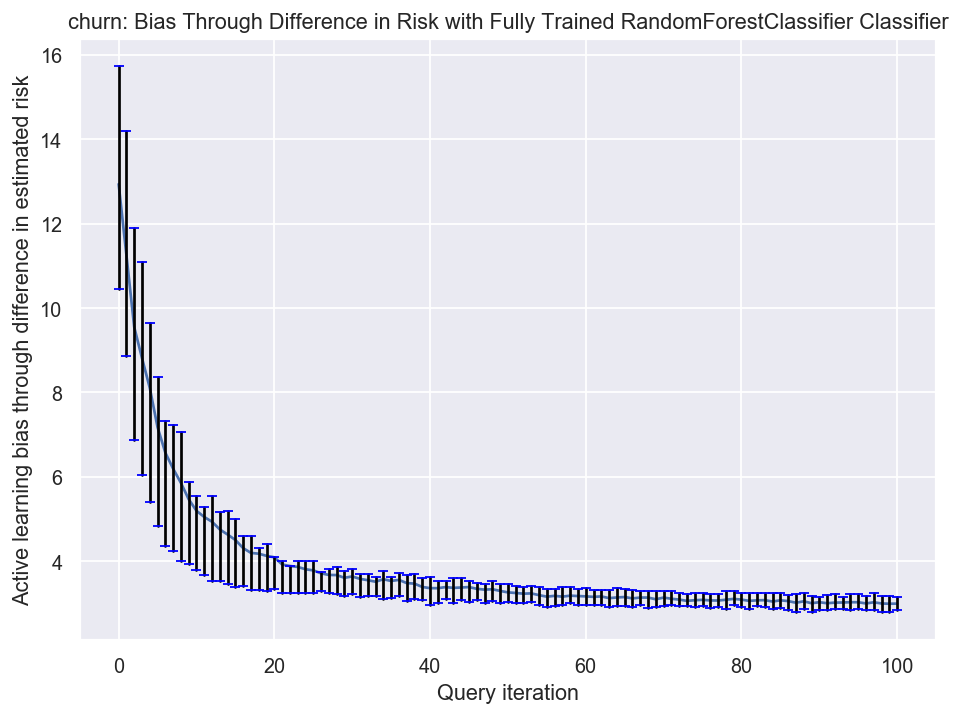 churn: Bias Through Difference in Risk with Fully Trained RandomForestClassifier Classifier
Active learning bias through difference in estimated risk
16
14
12
10
8
6
4
0 20 40 60 80 100
Query iteration